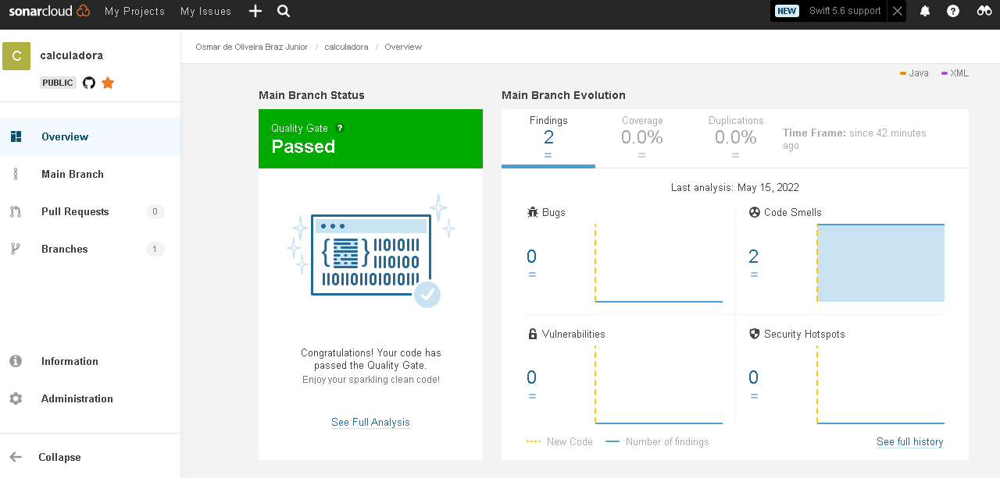 sonarcloud My Projects My Issues NEW Swift 5.6 support
C calculadora
PUBLIC
Overview
Main Branch
Pull Requests 0
Branches 1
Information
Administration
Collapse
Osmar de Oliveira Braz Junior / calculadora / Overview
Java XML
Main Branch Status
Quality Gate ?
Passed
{ } IIOIOIII
IIIOIOO
IIOIIOIOIOIOIII
Congratulations! Your code has
passed the Quality Gate.
Enjoy your sparkling clean code!
See Full Analysis
Main Branch Evolution
Findings
2
=
Coverage
0.0%
=
Duplications
0.0%
=
Time Frame: since 42 minutes
ago
Last analysis: May 15, 2022
Bugs
0
=
Code Smells
2
=
Vulnerabilities
0
=
Security Hotspots
0
=
New Code Number of findings See full history